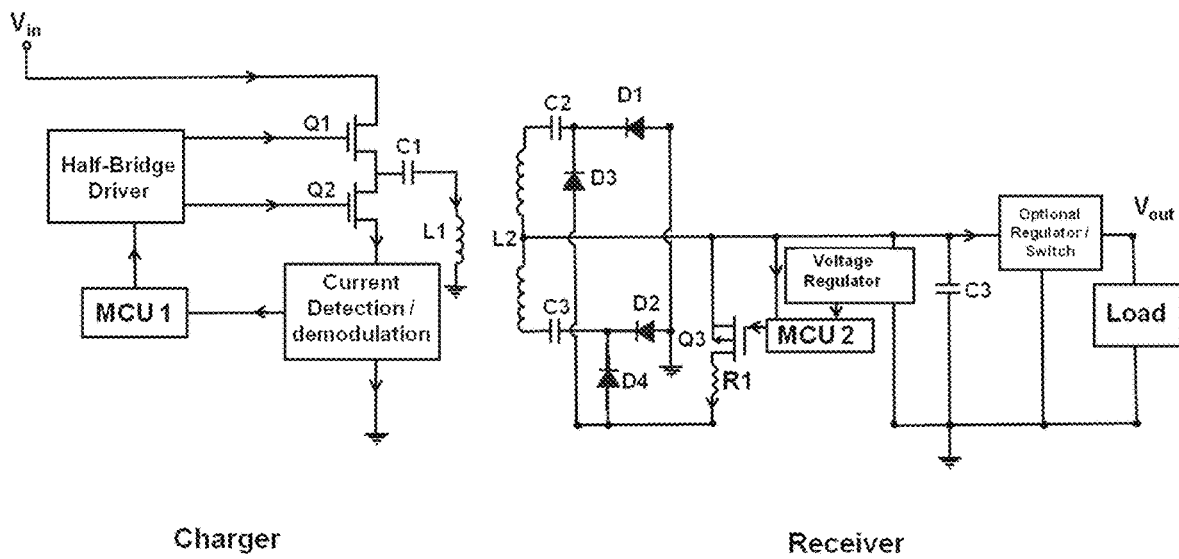 Vin
Half-Bridge
Driver
Q1
Q2
C1
L1
MCU 1
Current
Detection /
demodulation
Charger
C2
D1
D3
L2
C3
D2
D4
Q3
R1
MCU 2
Voltage
Regulator
C3
Optional
Regulator /
Switch
Vout
Load
Receiver